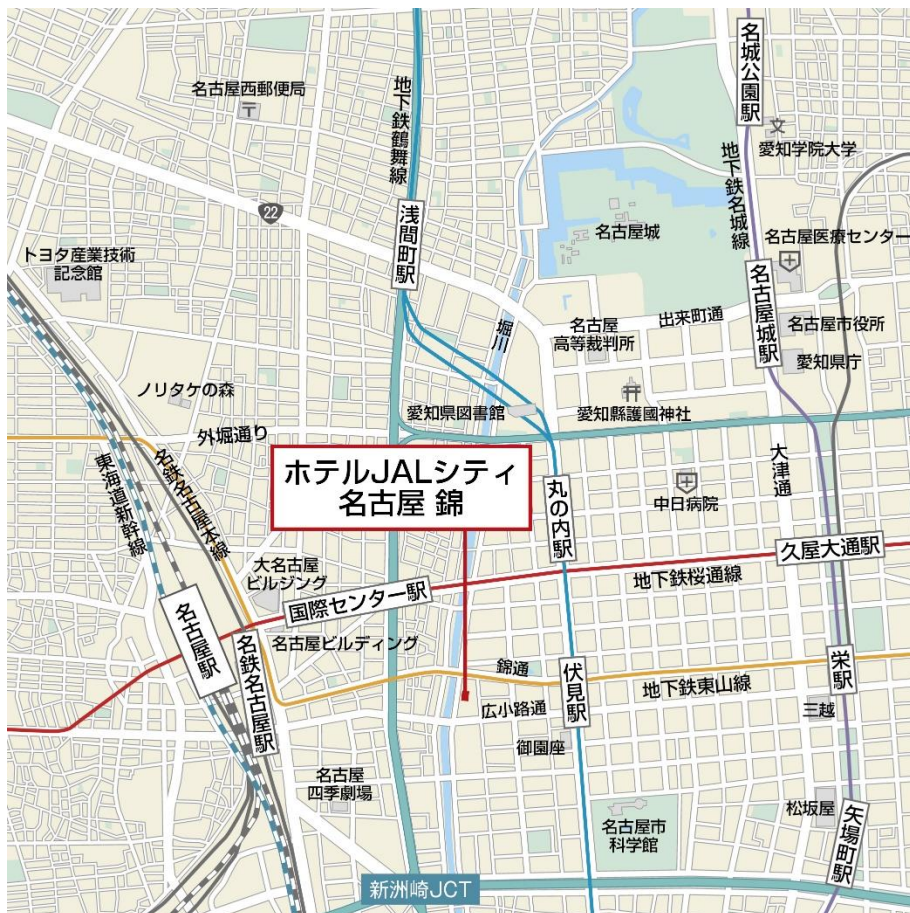 名古屋西郵便局
地下鉄鶴舞線
名城公園駅
愛知学院大学
地下鉄名城線
22
浅間町駅
名古屋城
名古屋医療センター
トヨタ産業技術
記念館
堀川
名古屋
高等裁判所
出来町通
名古屋城駅
名古屋市役所
愛知県庁
ノリタケの森
愛知県図書館
愛知縣護國神社
外堀通り
東海道新幹線
名鉄名古屋本線
ホテルJALシティ
名古屋 錦
丸の内駅
中日病院
大津通
久屋大通駅
大名古屋
ビルジング
国際センター駅
地下鉄桜通線
名古屋駅
名鉄名古屋駅
名古屋ビルディング
錦通
伏見駅
地下鉄東山線
栄駅
広小路通
三越
御園座
名古屋
四季劇場
名古屋市
科学館
松坂屋
矢場町駅
新洲崎JCT